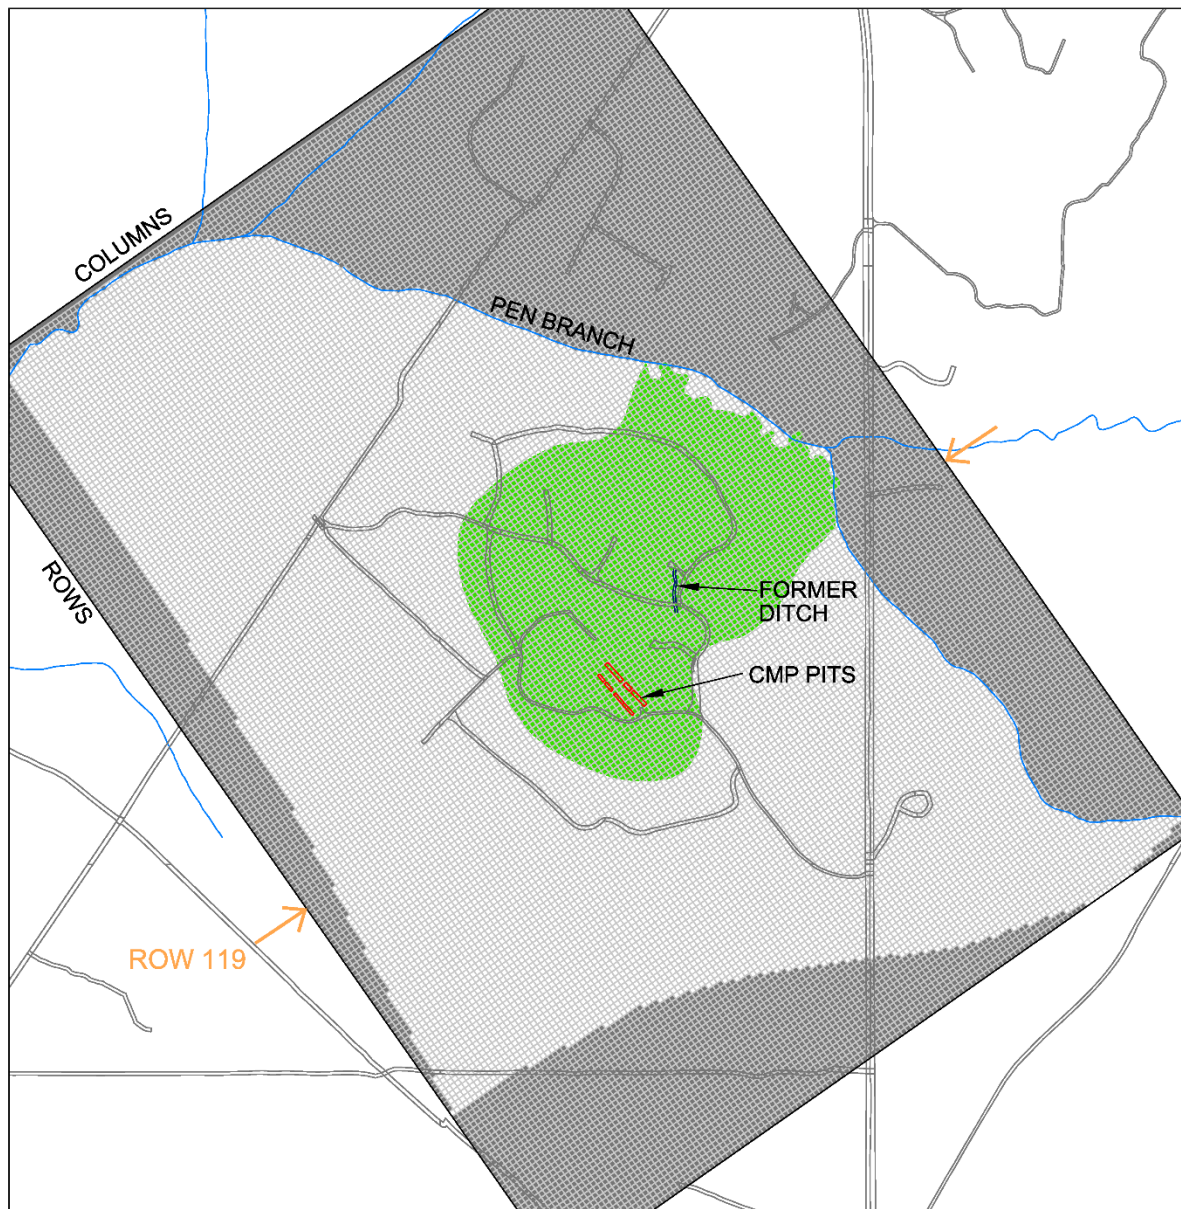 COLUMNS
PEN BRANCH
ROWS
FORMER
DITCH
CMP PITS
ROW 119